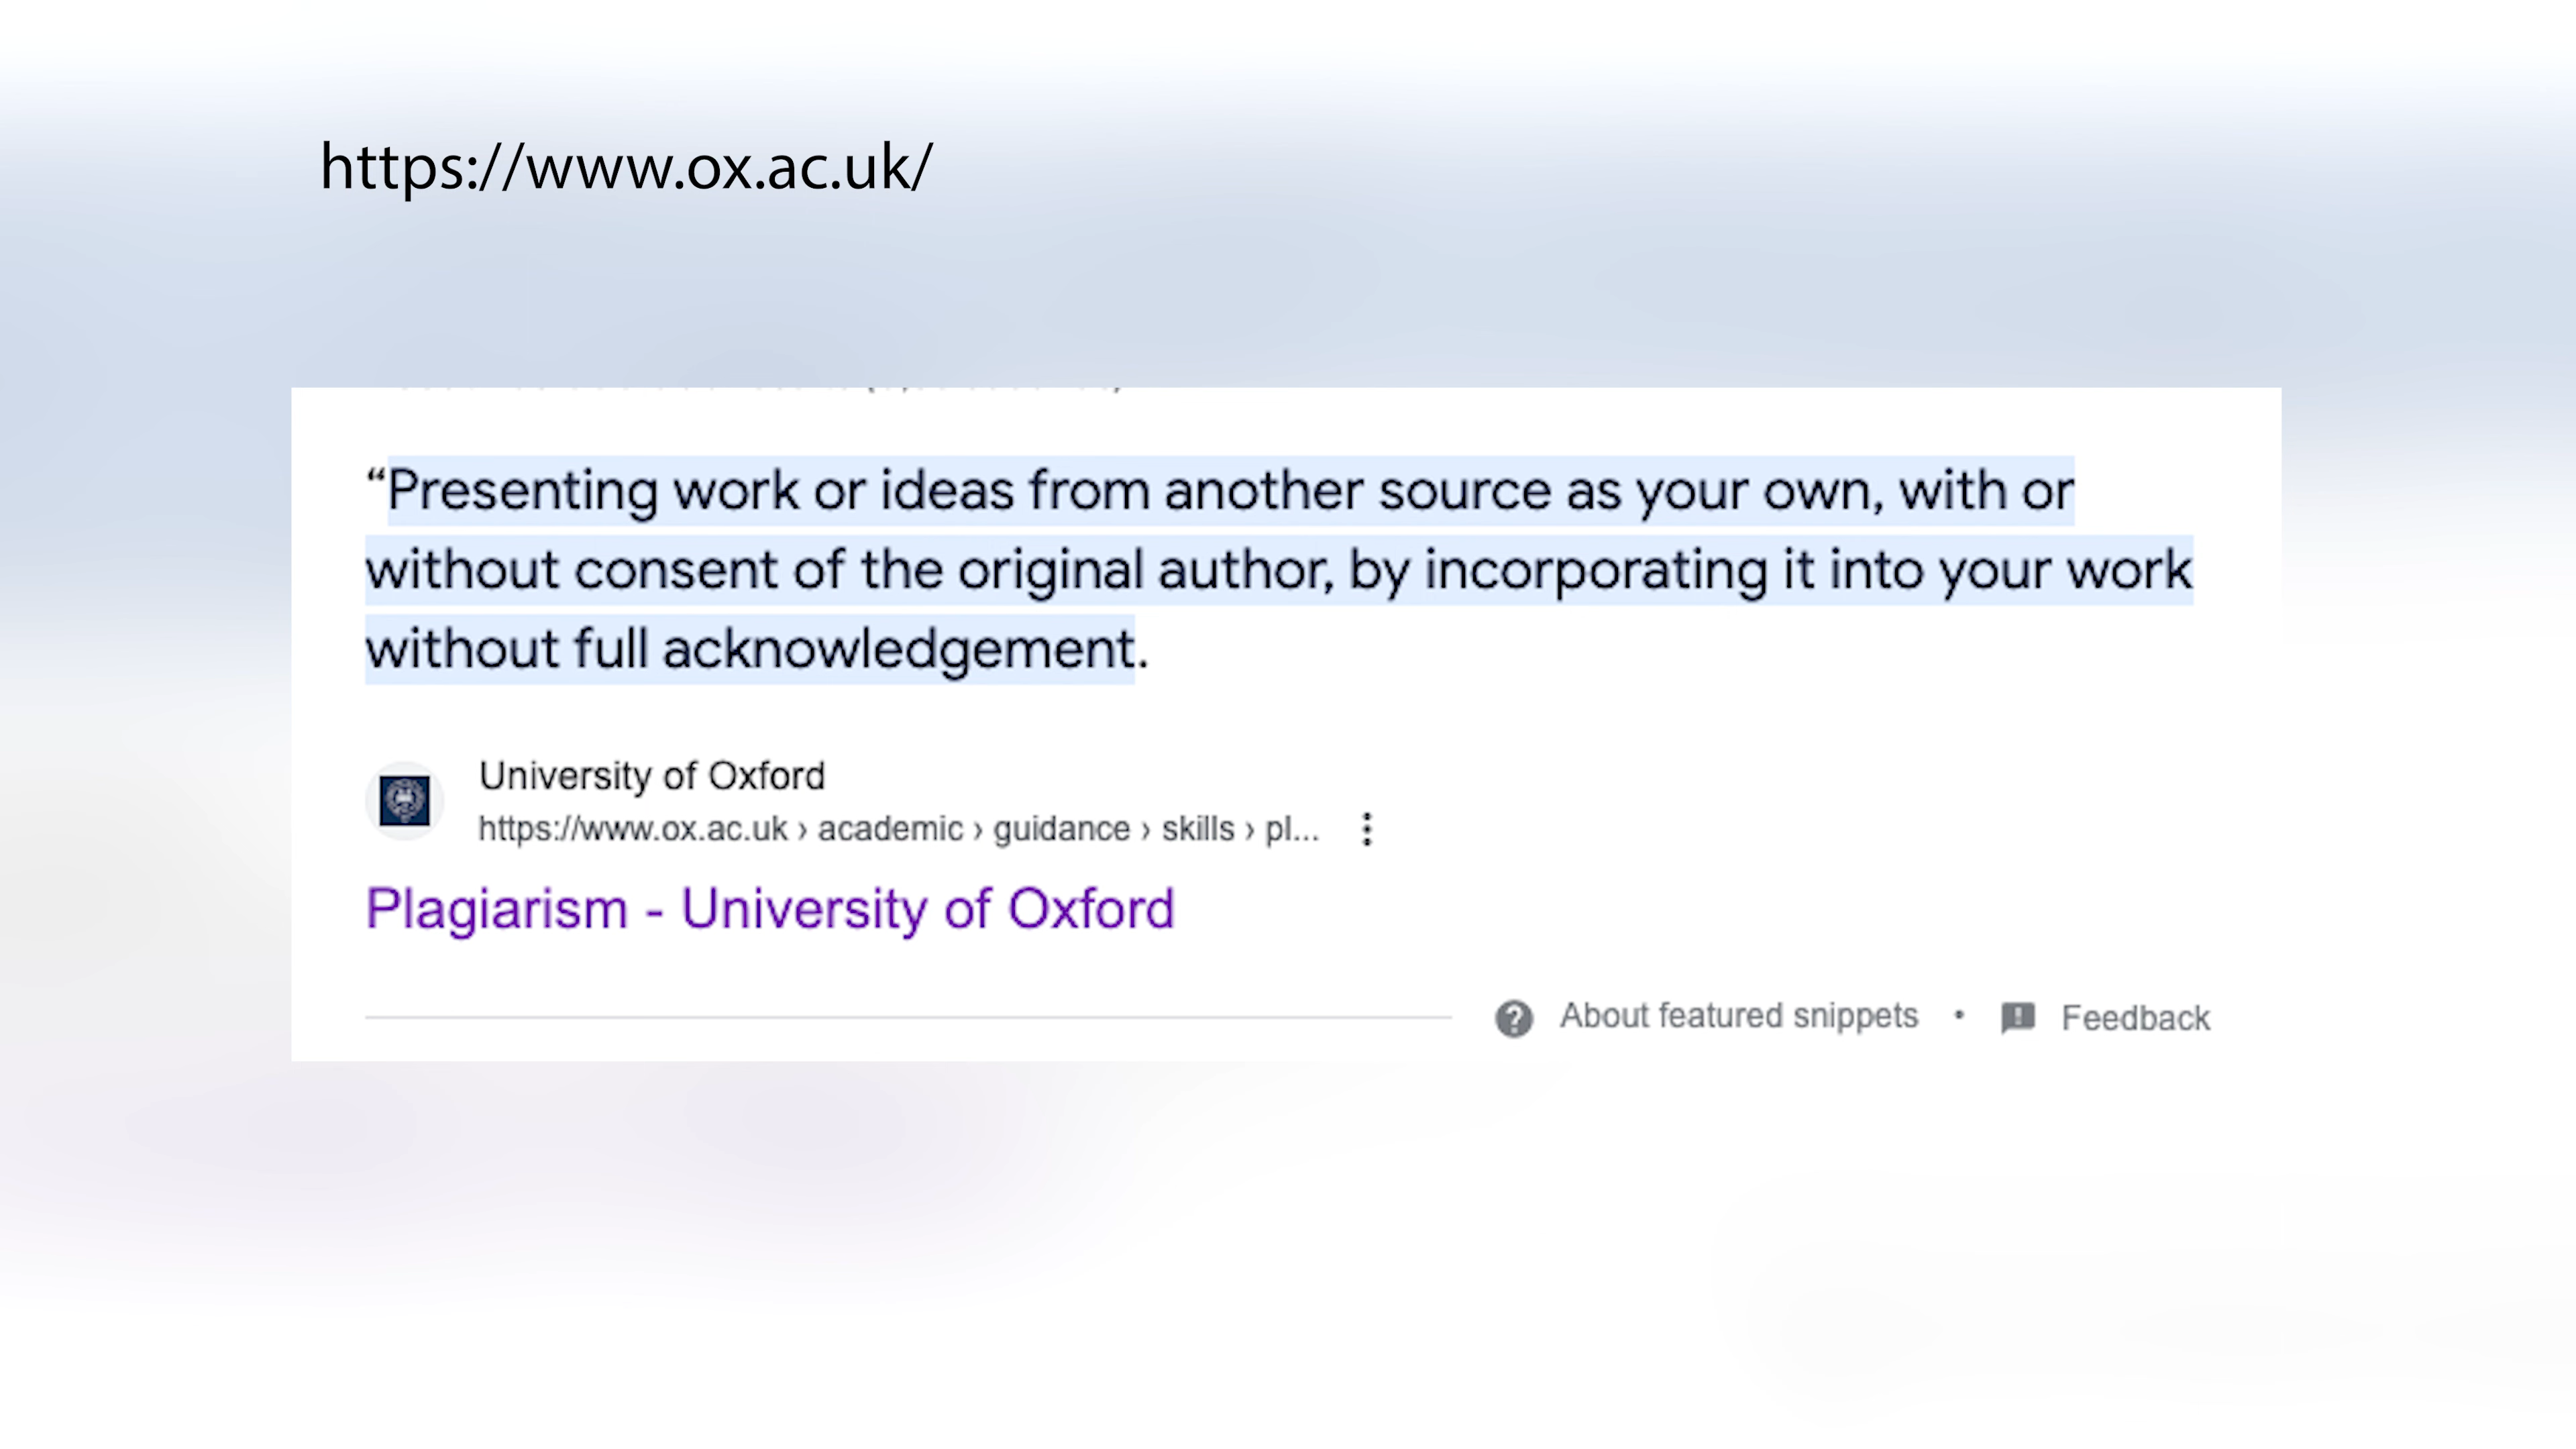 https://www.ox.ac.uk/
“Presenting work or ideas from another source as your own, with or
without consent of the original author, by incorporating it into your work
without full acknowledgement.
University of Oxford
https://www.ox.ac.uk › academic › guidance › skills › pl...
Plagiarism - University of Oxford
About featured snippets • Feedback